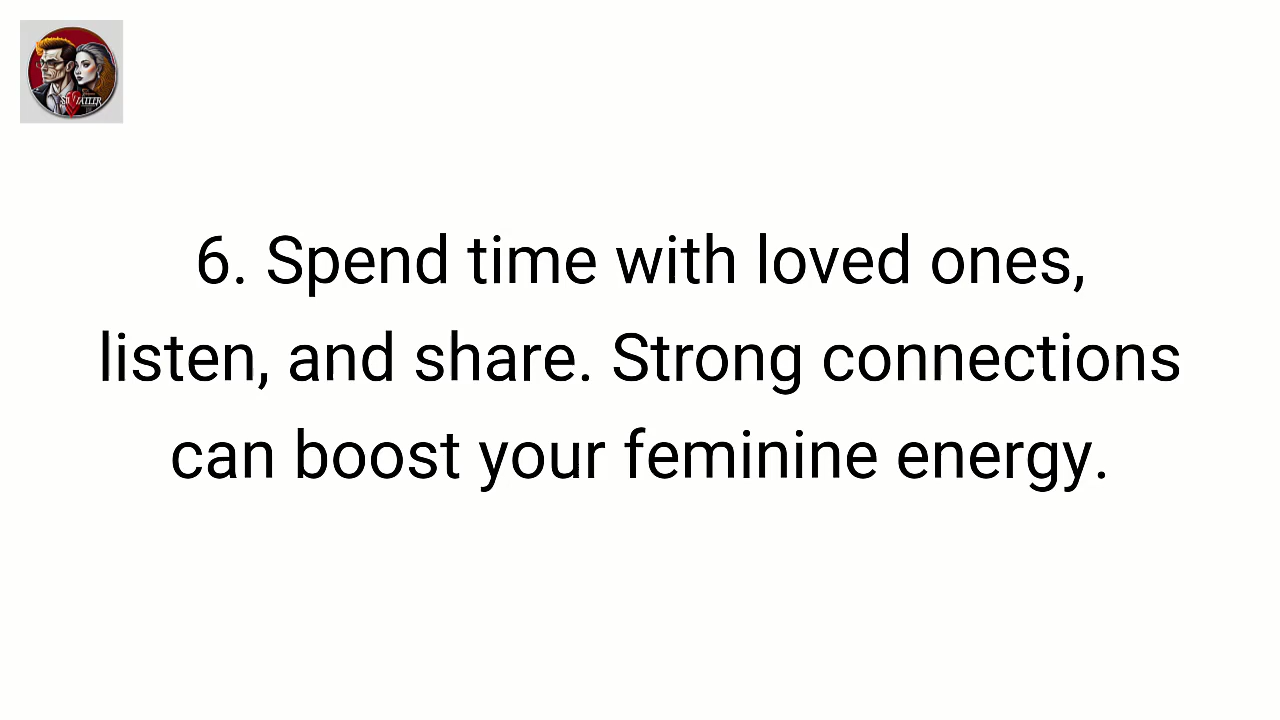 6. Spend time with loved ones,
listen, and share. Strong connections
can boost your feminine energy.